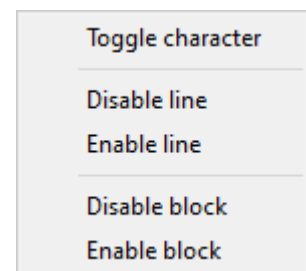 Toggle character
Disable line
Enable line
Disable block
Enable block